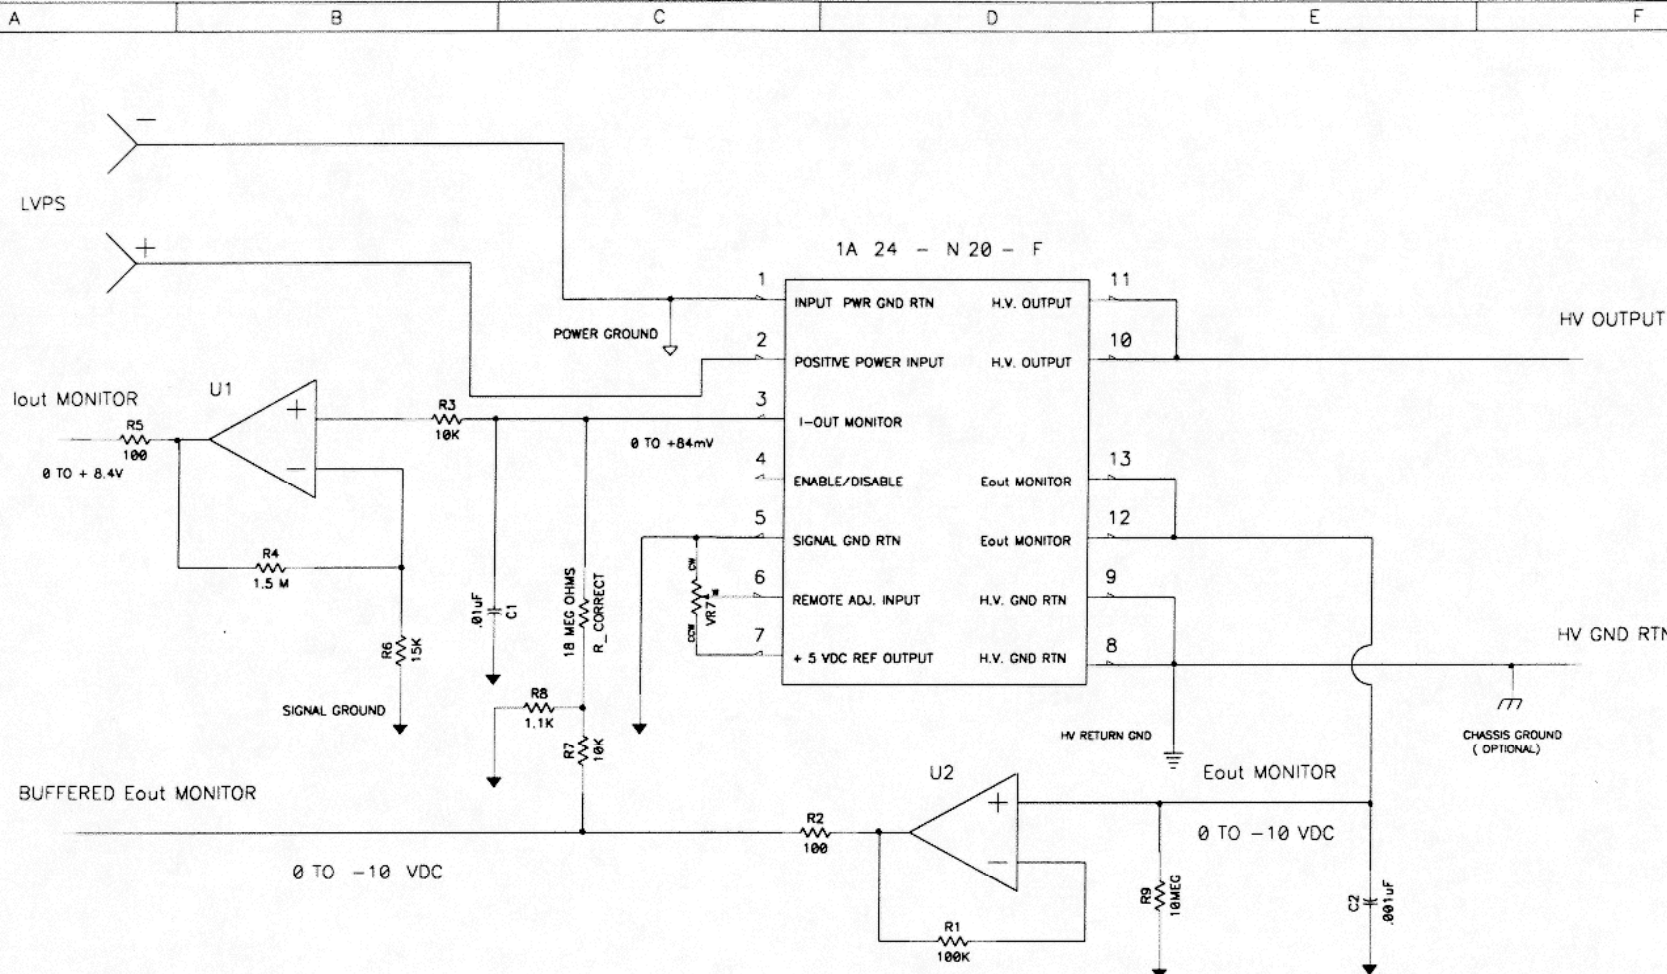 A B C D E F
−
LVPS
+
1A 24 - N 20 - F
1 INPUT PWR GND RTN H.V. OUTPUT 11
POWER GROUND
HV OUTPUT
2 POSITIVE POWER INPUT H.V. OUTPUT 10
U1
Iout MONITOR
+
−
R5
100
0 TO + 8.4V
R3
10K
0 TO +84mV
3 I-OUT MONITOR
4 ENABLE/DISABLE Eout MONITOR 13
5 SIGNAL GND RTN Eout MONITOR 12
6 REMOTE ADJ. INPUT H.V. GND RTN 9
7 + 5 VDC REF OUTPUT H.V. GND RTN 8
CW
W
VR7
CCW
R4
1.5 M
R6
15K
SIGNAL GROUND
.01uF
C1
18 MEG OHMS
R_CORRECT
R8
1.1K
R7
10K
HV GND RTN
HV RETURN GND
CHASSIS GROUND
( OPTIONAL)
BUFFERED Eout MONITOR
0 TO -10 VDC
R2
100
U2
+
−
R1
100K
Eout MONITOR
0 TO -10 VDC
R9
10MEG
C2
.001uF